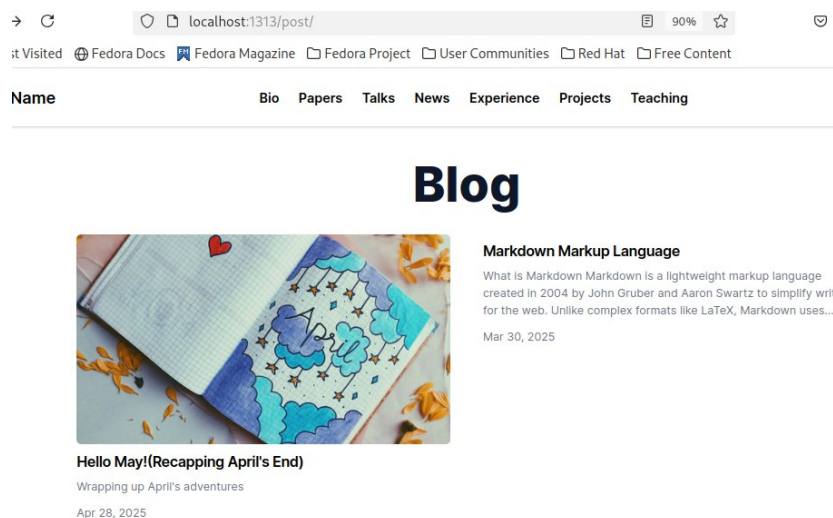 localhost:1313/post/
90%
st Visited Fedora Docs Fedora Magazine Fedora Project User Communities Red Hat Free Content
Name Bio Papers Talks News Experience Projects Teaching
Blog
April
Hello May!(Recapping April's End)
Wrapping up April's adventures
Apr 28, 2025
Markdown Markup Language
What is Markdown Markdown is a lightweight markup language
created in 2004 by John Gruber and Aaron Swartz to simplify writ
for the web. Unlike complex formats like LaTeX, Markdown uses...
Mar 30, 2025